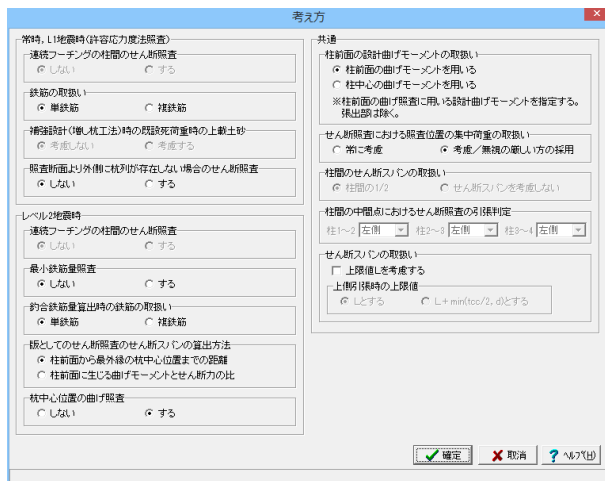 考え方
常時, L1地震時(許容応力度法照査)
連続フーチングの柱間のせん断照査
しない する
鉄筋の取扱い
単鉄筋 複鉄筋
補強設計(増し杭工法)時の既設死荷重時の上載土砂
考慮しない 考慮する
照査断面より外側に杭列が存在しない場合のせん断照査
しない する
レベル2地震時
連続フーチングの柱間のせん断照査
しない する
最小鉄筋量照査
しない する
釣合鉄筋量算出時の鉄筋の取扱い
単鉄筋 複鉄筋
版としてのせん断照査のせん断スパンの算出方法
柱前面から最外縁の杭中心位置までの距離
柱前面に生じる曲げモーメントとせん断力の比
杭中心位置の曲げ照査
しない する
共通
柱前面の設計曲げモーメントの取扱い
柱前面の曲げモーメントを用いる
柱中心の曲げモーメントを用いる
※柱前面の曲げ照査に用いる設計曲げモーメントを指定する。
張出部は除く。
せん断照査における照査位置の集中荷重の取扱い
常に考慮 考慮/無視の厳しい方の採用
柱間のせん断スパンの取扱い
柱間の1/2 せん断スパンを考慮しない
柱間の中間点におけるせん断照査の引張判定
柱1~2 左側 柱2~3 左側 柱3~4 左側
せん断スパンの取扱い
上限値Lを考慮する
上側引張時の上限値
Lとする L+min(tcc/2, d)とする
確定 取消 ヘルプ(H)